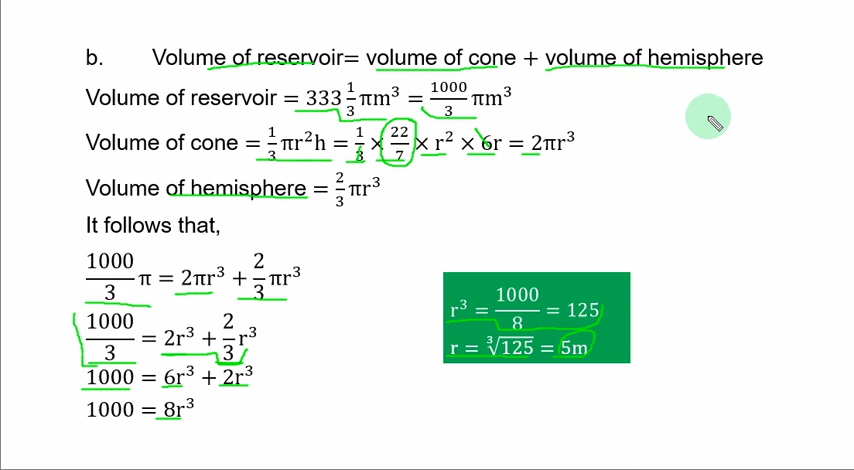 b. Volume of reservoir= volume of cone + volume of hemisphere
Volume of reservoir = 333 1/3 πm³ = 1000/3 πm³
Volume of cone = 1/3 πr²h = 1/3 × 22/7 × r² × 6r = 2πr³
Volume of hemisphere = 2/3 πr³
It follows that,
1000/3 π = 2πr³ + 2/3 πr³
1000/3 = 2r³ + 2/3 r³
1000 = 6r³ + 2r³
1000 = 8r³
r³ = 1000/8 = 125
r = ∛125 = 5m